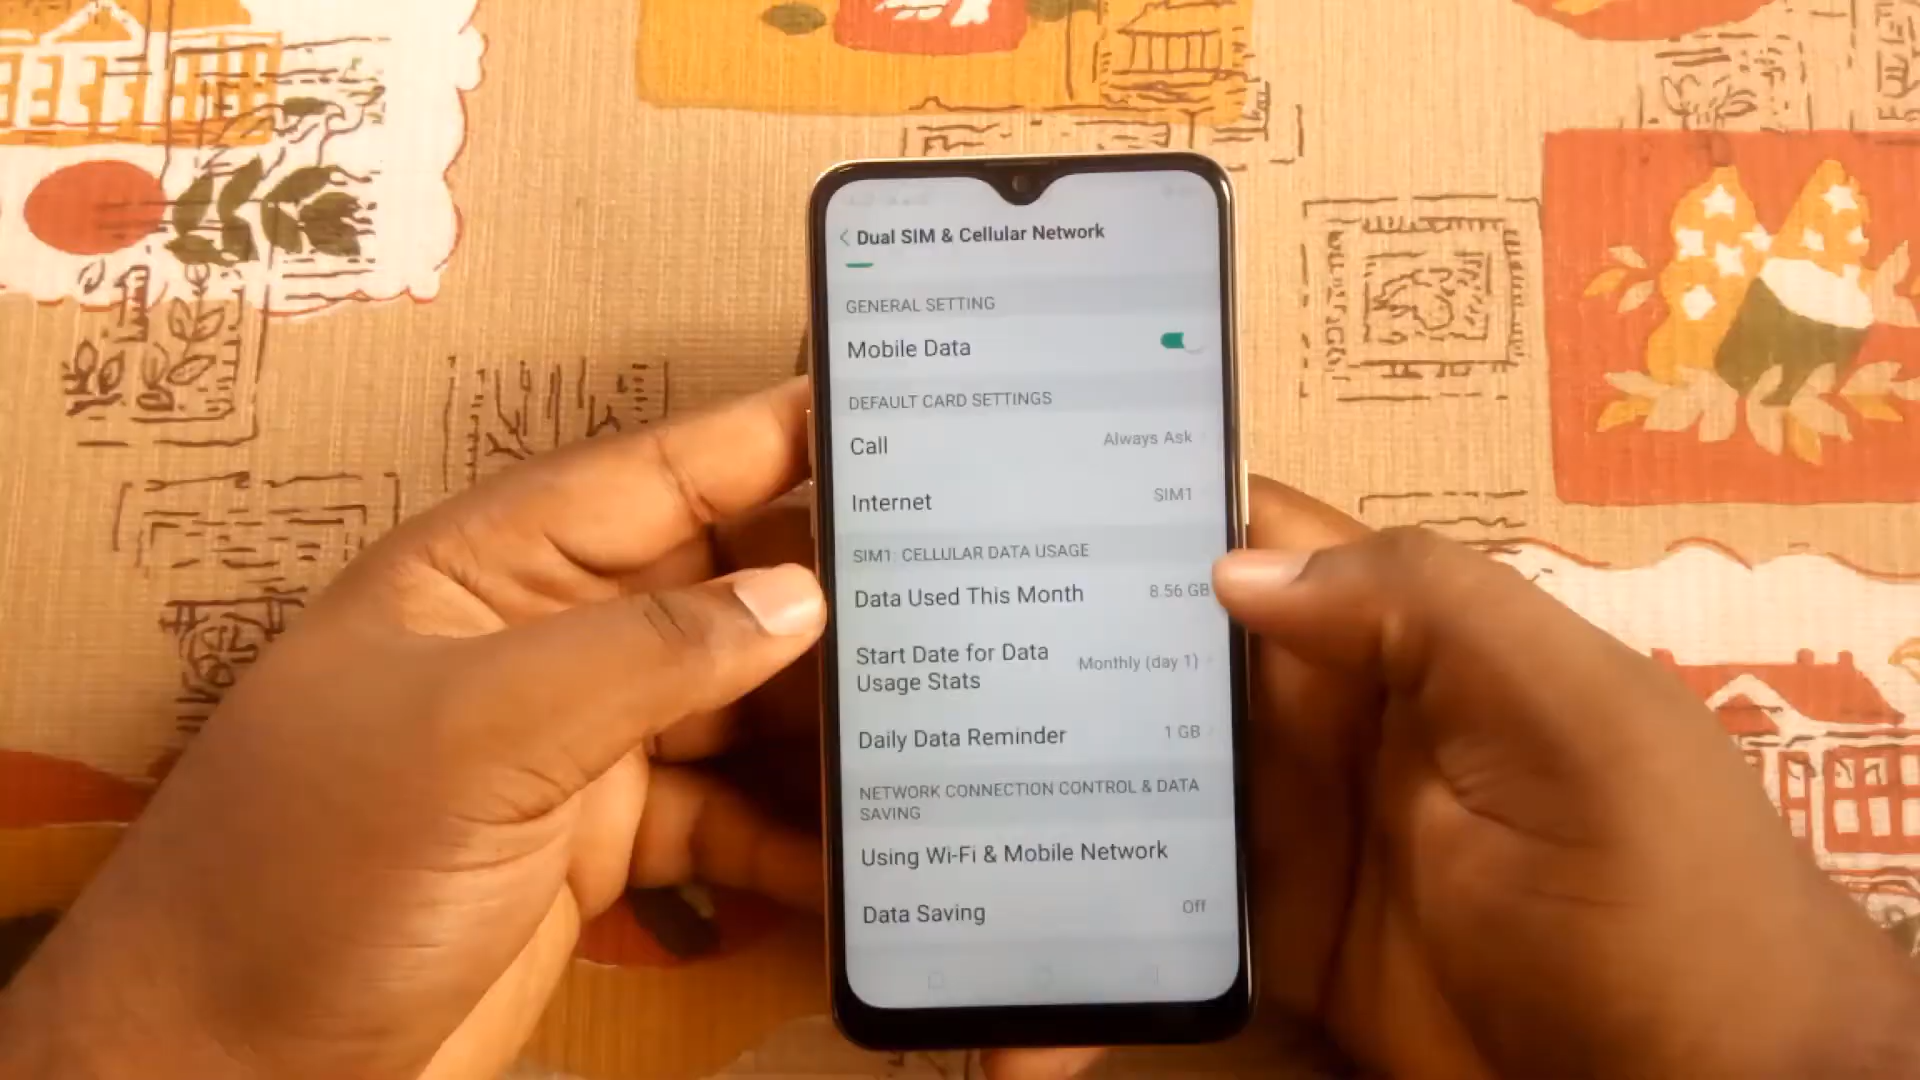 Dual SIM & Cellular Network
GENERAL SETTING
Mobile Data
DEFAULT CARD SETTINGS
Call Always Ask
Internet SIM1
SIM1: CELLULAR DATA USAGE
Data Used This Month 8.56 GB
Start Date for Data
Usage Stats Monthly (day 1)
Daily Data Reminder 1 GB
NETWORK CONNECTION CONTROL & DATA
SAVING
Using Wi-Fi & Mobile Network
Data Saving Off